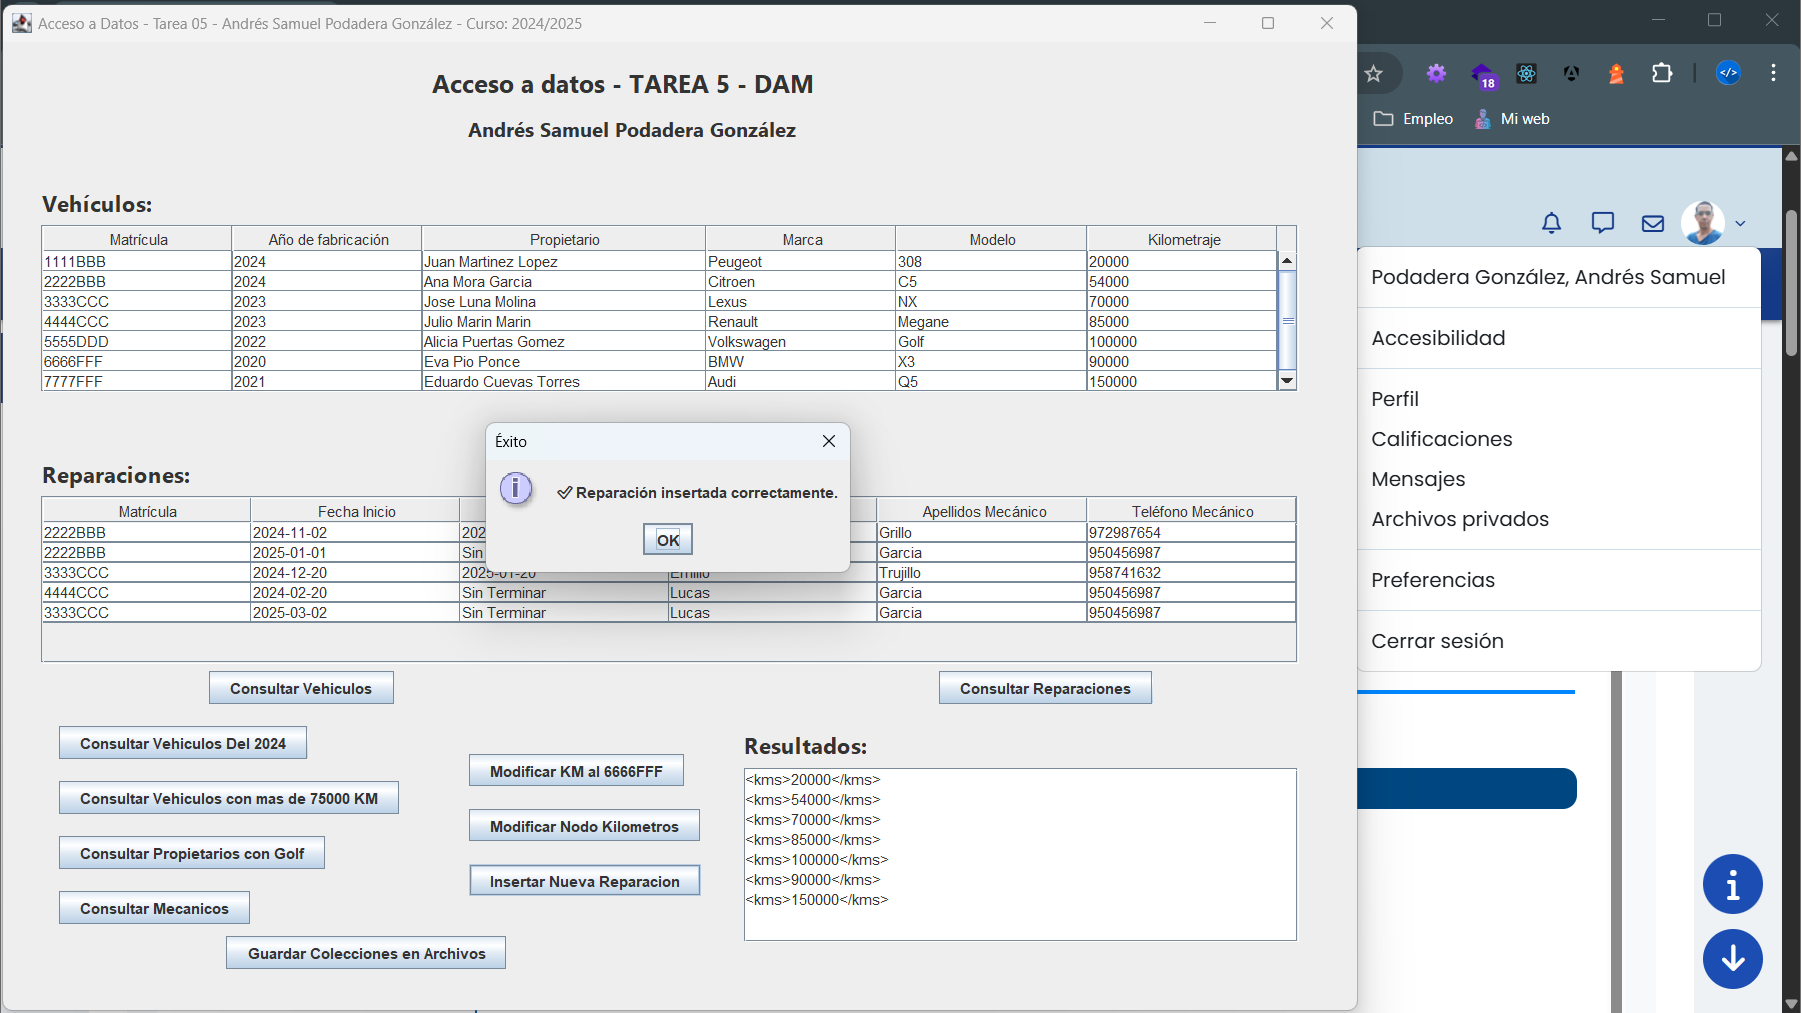 Acceso a Datos - Tarea 05 - Andrés Samuel Podadera González - Curso: 2024/2025
Acceso a datos - TAREA 5 - DAM
Andrés Samuel Podadera González
Vehículos:
Matrícula Año de fabricación Propietario Marca Modelo Kilometraje
1111BBB 2024 Juan Martinez Lopez Peugeot 308 20000
2222BBB 2024 Ana Mora Garcia Citroen C5 54000
3333CCC 2023 Jose Luna Molina Lexus NX 70000
4444CCC 2023 Julio Marin Marin Renault Megane 85000
5555DDD 2022 Alicia Puertas Gomez Volkswagen Golf 100000
6666FFF 2020 Eva Pio Ponce BMW X3 90000
7777FFF 2021 Eduardo Cuevas Torres Audi Q5 150000
Éxito
Reparación insertada correctamente.
OK
Reparaciones:
Matrícula Fecha Inicio Apellidos Mecánico Teléfono Mecánico
2222BBB 2024-11-02 202 Grillo 972987654
2222BBB 2025-01-01 Sin Garcia 950456987
3333CCC 2024-12-20 2025-01-20 Emilio Trujillo 958741632
4444CCC 2024-02-20 Sin Terminar Lucas Garcia 950456987
3333CCC 2025-03-02 Sin Terminar Lucas Garcia 950456987
Consultar Vehiculos
Consultar Reparaciones
Consultar Vehiculos Del 2024
Consultar Vehiculos con mas de 75000 KM
Consultar Propietarios con Golf
Consultar Mecanicos
Guardar Colecciones en Archivos
Modificar KM al 6666FFF
Modificar Nodo Kilometros
Insertar Nueva Reparacion
Resultados:
<kms>20000</kms>
<kms>54000</kms>
<kms>70000</kms>
<kms>85000</kms>
<kms>100000</kms>
<kms>90000</kms>
<kms>150000</kms>
18
</>
Empleo
Mi web
Podadera González, Andrés Samuel
Accesibilidad
Perfil
Calificaciones
Mensajes
Archivos privados
Preferencias
Cerrar sesión